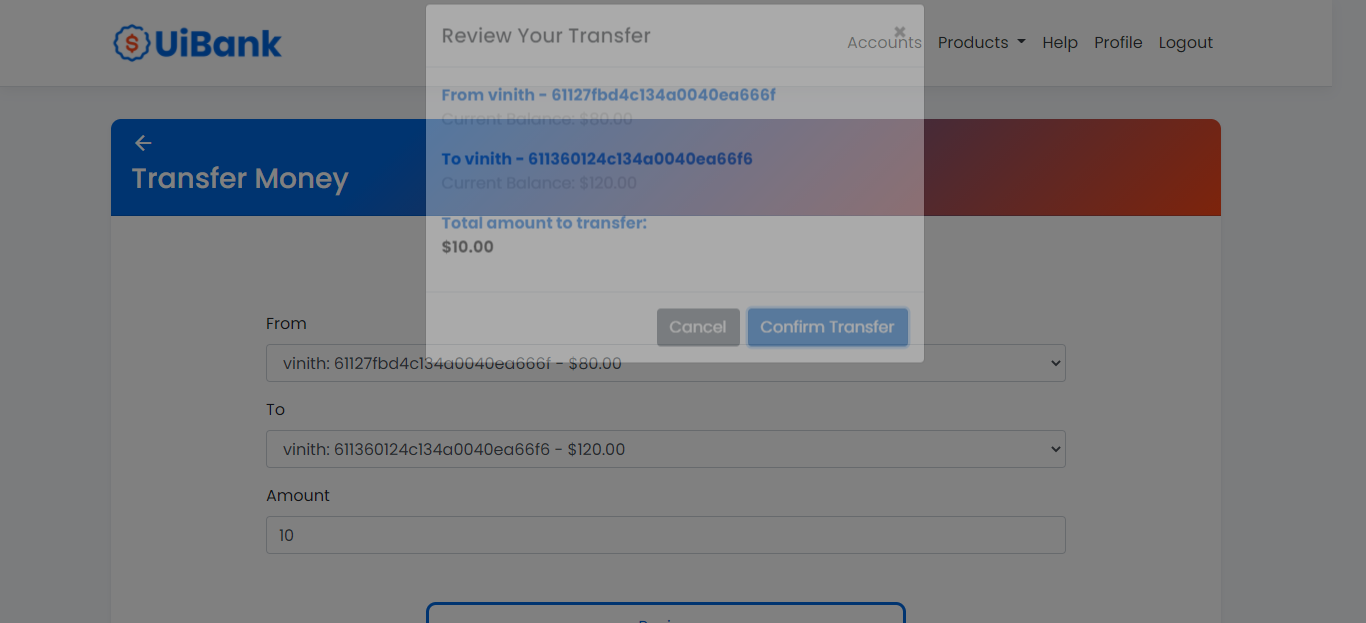 UiBank
Accounts Products Help Profile Logout
Review Your Transfer
×
From vinith - 61127fbd4c134a0040ea666f
Current Balance: $80.00
To vinith - 611360124c134a0040ea66f6
Current Balance: $120.00
Total amount to transfer:
$10.00
Cancel Confirm Transfer
Transfer Money
From
vinith: 61127fbd4c134a0040ea666f - $80.00
To
vinith: 611360124c134a0040ea66f6 - $120.00
Amount
10